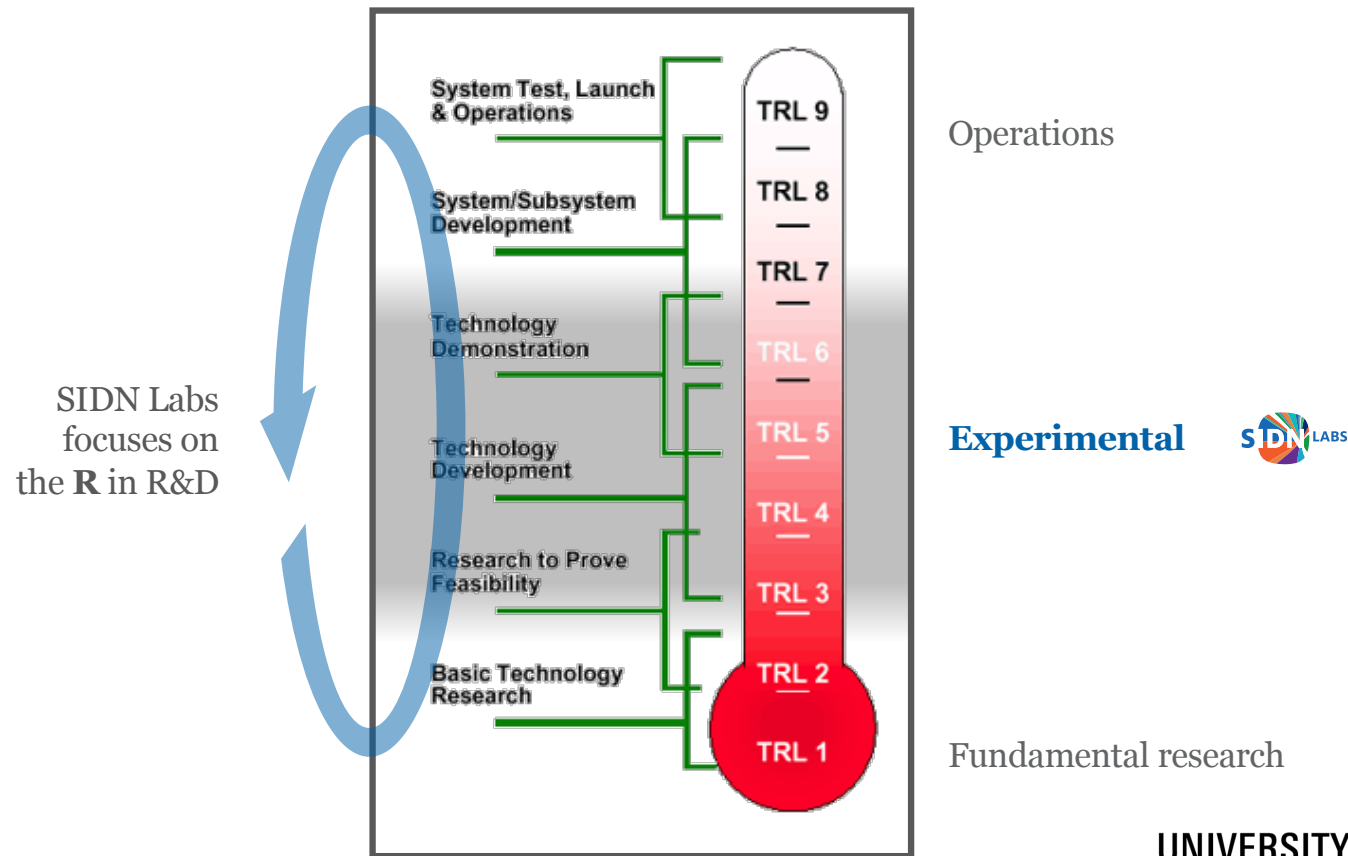 System Test, Launch
& Operations
System/Subsystem
Development
Technology
Demonstration
Technology
Development
Research to Prove
Feasibility
Basic Technology
Research
TRL 9
TRL 8
TRL 7
TRL 6
TRL 5
TRL 4
TRL 3
TRL 2
TRL 1
SIDN Labs
focuses on
the R in R&D
Operations
Experimental
SIDN LABS
Fundamental research
UNIVERSITY